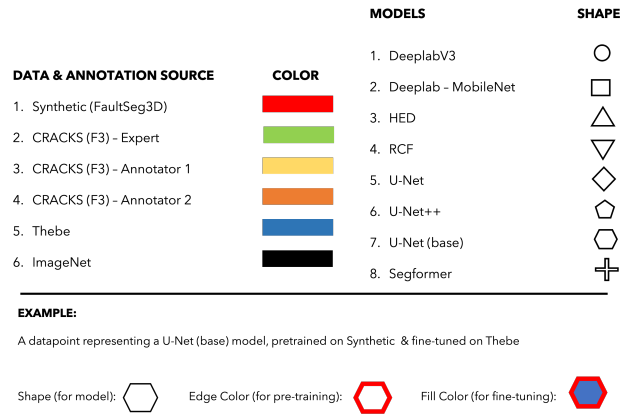 MODELS SHAPE
1. DeeplabV3
2. Deeplab – MobileNet
3. HED
4. RCF
5. U-Net
6. U-Net++
7. U-Net (base)
8. Segformer
DATA & ANNOTATION SOURCE COLOR
1. Synthetic (FaultSeg3D)
2. CRACKS (F3) – Expert
3. CRACKS (F3) – Annotator 1
4. CRACKS (F3) – Annotator 2
5. Thebe
6. ImageNet
EXAMPLE:
A datapoint representing a U-Net (base) model, pretrained on Synthetic & fine-tuned on Thebe
Shape (for model): Edge Color (for pre-training): Fill Color (for fine-tuning):